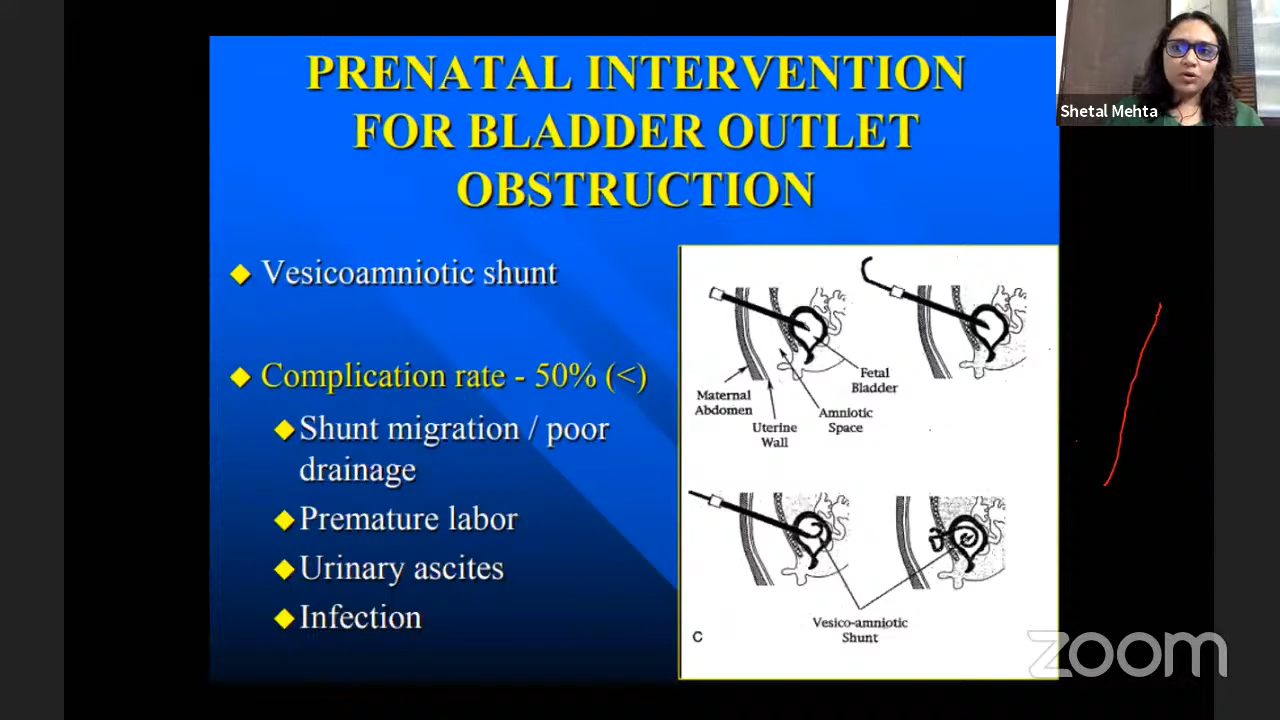 PRENATAL INTERVENTION
FOR BLADDER OUTLET
OBSTRUCTION
Shetal Mehta
◆ Vesicoamniotic shunt
◆ Complication rate - 50% (<)
◆ Shunt migration / poor
drainage
◆ Premature labor
◆ Urinary ascites
◆ Infection
Fetal
Bladder
Maternal
Abdomen
Amniotic
Space
Uterine
Wall
Vesico-amniotic
Shunt
C
zoom